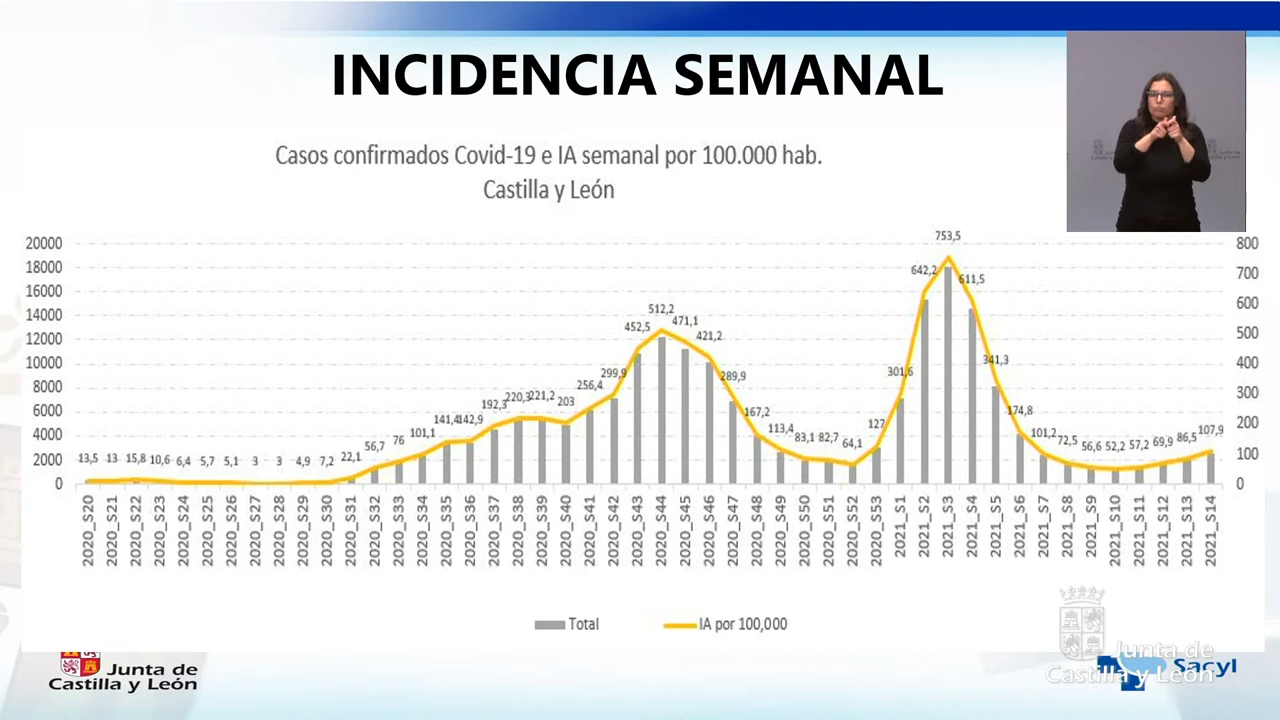 INCIDENCIA SEMANAL
Casos confirmados Covid-19 e IA semanal por 100.000 hab.
Castilla y León
20000
18000
16000
14000
12000
10000
8000
6000
4000
2000
0
800
700
600
500
400
300
200
100
0
13,5 13 15,8 10,6 6,4 5,7 5,1 3 3 4,9 7,2 22,1 56,7 76 101,1 141,4 142,9 192,3 220,3 221,2 203 256,4 299,9 452,5 512,2 471,1 421,2 289,9 167,2 113,4 83,1 82,7 64,1 127 301,6 642,2 753,5 611,5 341,3 174,8 101,2 72,5 56,6 52,2 57,2 69,9 86,5 107,9
2020_S20 2020_S21 2020_S22 2020_S23 2020_S24 2020_S25 2020_S26 2020_S27 2020_S28 2020_S29 2020_S30 2020_S31 2020_S32 2020_S33 2020_S34 2020_S35 2020_S36 2020_S37 2020_S38 2020_S39 2020_S40 2020_S41 2020_S42 2020_S43 2020_S44 2020_S45 2020_S46 2020_S47 2020_S48 2020_S49 2020_S50 2020_S51 2020_S52 2020_S53 2021_S1 2021_S2 2021_S3 2021_S4 2021_S5 2021_S6 2021_S7 2021_S8 2021_S9 2021_S10 2021_S11 2021_S12 2021_S13 2021_S14
Total
IA por 100,000
Junta de
Castilla y León
Junta de
Castilla y León
Sacyl